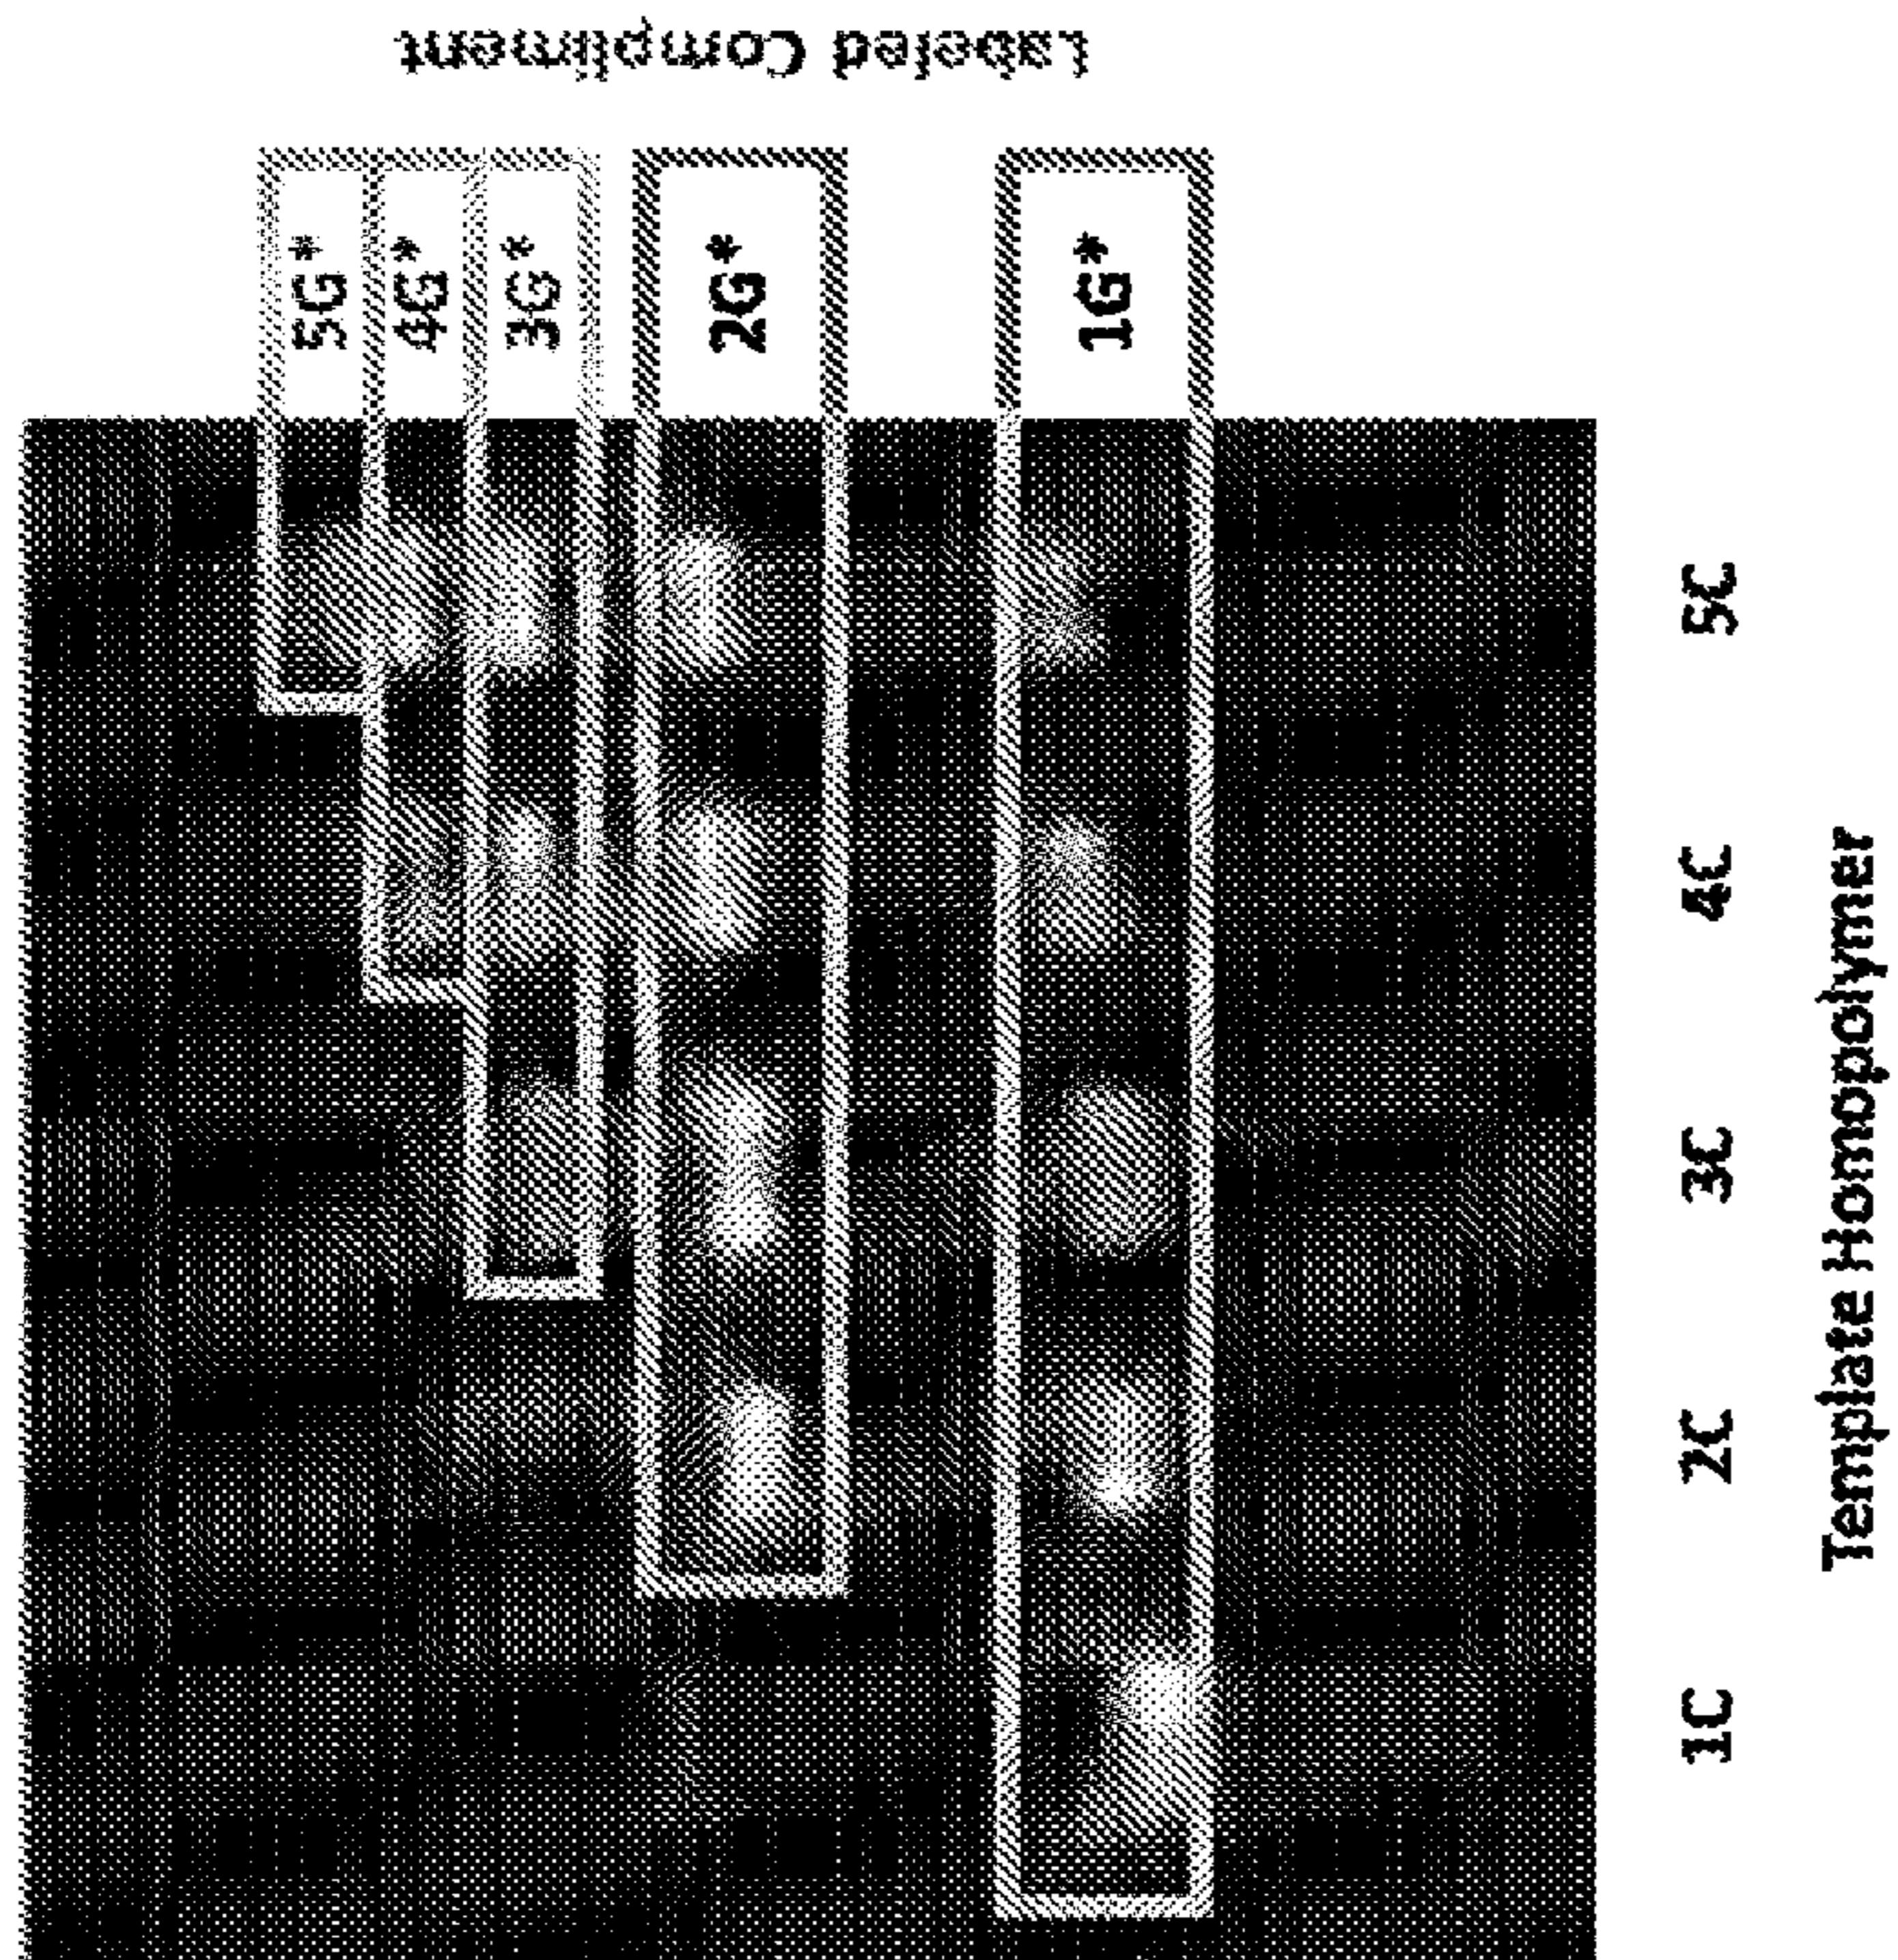 Labeled Compliment
5G*
4G*
3G*
2G*
1G*
5C
4C
3C
2C
1C
Template Homopolymer